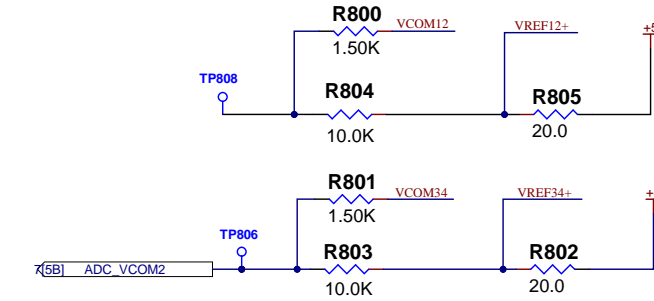 R800
VCOM12
VREF12+
1.50K
TP808
R804
R805
10.0K
20.0
R801
VCOM34
VREF34+
1.50K
TP806
R803
R802
[5B] ADC_VCOM2
10.0K
20.0